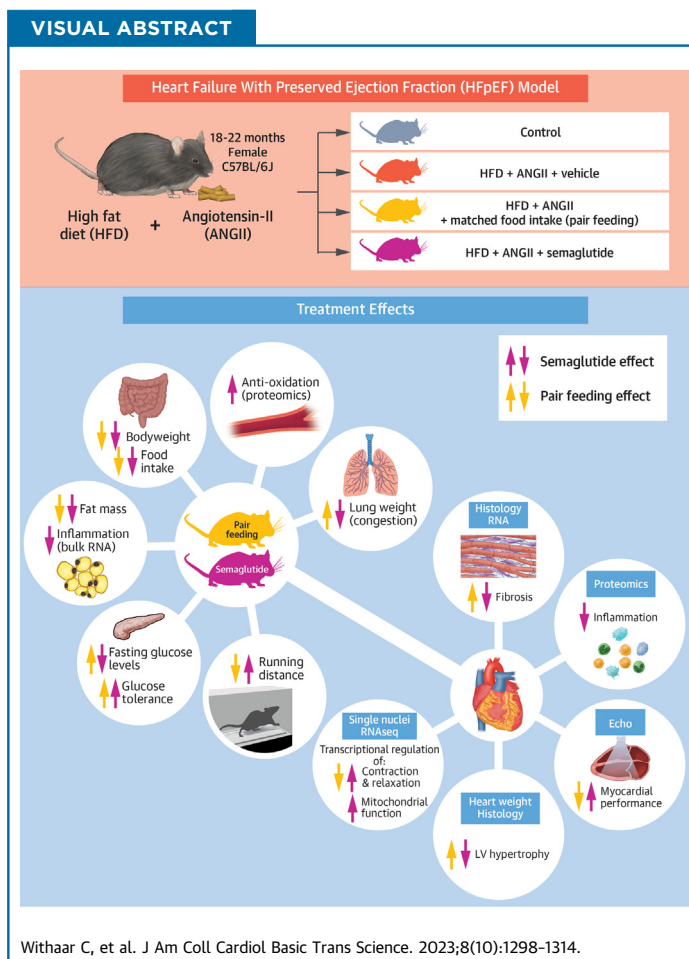 VISUAL ABSTRACT
Heart Failure With Preserved Ejection Fraction (HFpEF) Model
18-22 months
Female
C57BL/6J
High fat
diet (HFD)
+
Angiotensin-II
(ANGII)
Control
HFD + ANGII + vehicle
HFD + ANGII
+ matched food intake (pair feeding)
HFD + ANGII + semaglutide
Treatment Effects
Semaglutide effect
Pair feeding effect
Bodyweight
Food
intake
Anti-oxidation
(proteomics)
Lung weight
(congestion)
Fat mass
Inflammation
(bulk RNA)
Pair
feeding
Semaglutide
Fasting glucose
levels
Glucose
tolerance
Running
distance
Histology
RNA
Fibrosis
Proteomics
Inflammation
Single nuclei
RNAseq
Transcriptional regulation
of:
Contraction
& relaxation
Mitochondrial
function
Echo
Myocardial
performance
Heart weight
Histology
LV hypertrophy
Withaar C, et al. J Am Coll Cardiol Basic Trans Science. 2023;8(10):1298–1314.